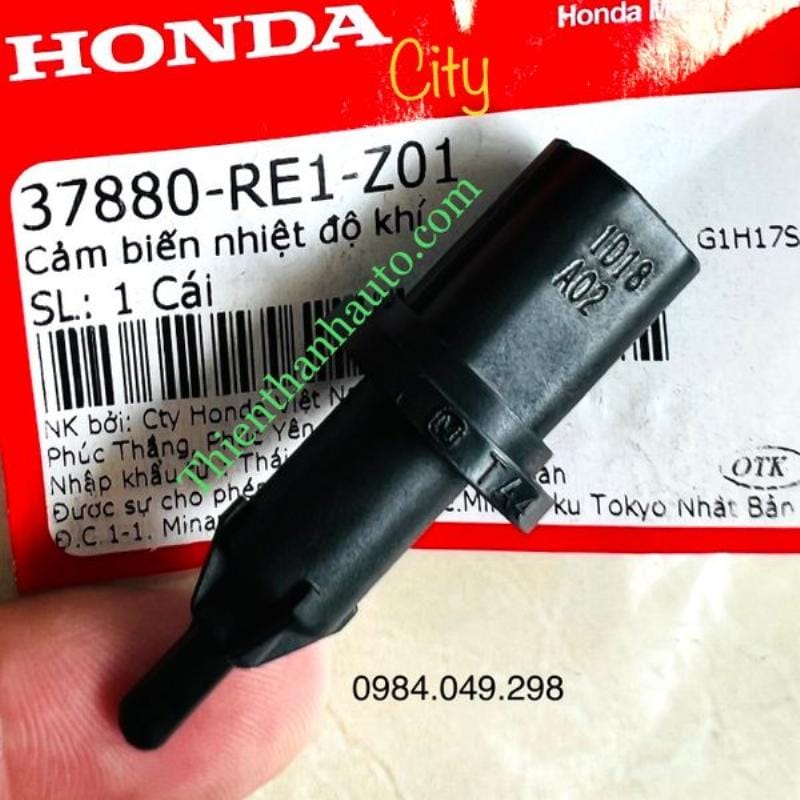 HONDA
Honda
City
37880-RE1-Z01
Cảm biến nhiệt độ khí
G1H17S
SL.: 1 Cái
1D18
A02
Thienthanhauto.com
NK bởi: Cty Honda Việt
Phúc Thắng, Phúc Yên
Nhập khẩu từ: Thái
Được sự cho phép
Đ.C 1-1. Mina
ku Tokyo Nhật Bản
M T44
OTK
0984.049.298